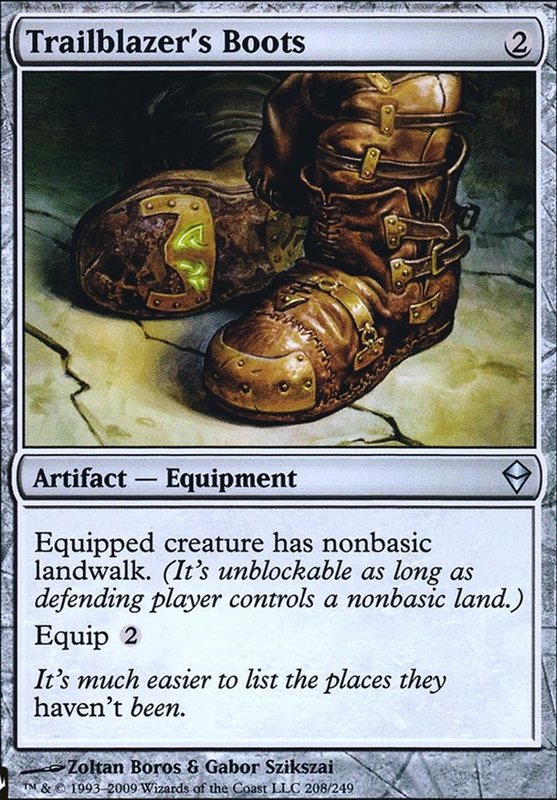 Trailblazer's Boots 2
Artifact — Equipment
Equipped creature has nonbasic
landwalk. (It's unblockable as long as
defending player controls a nonbasic land.)
Equip 2
It's much easier to list the places they
haven't been.
Zoltan Boros & Gabor Szikszai
™ & © 1993–2009 Wizards of the Coast LLC 208/249